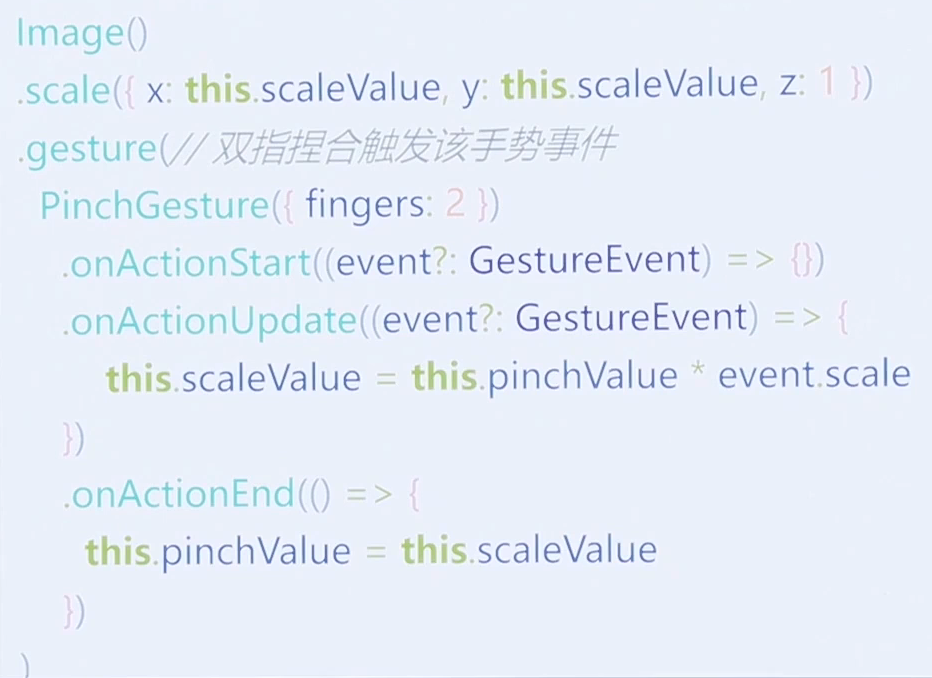 Image()
.scale({ x: this.scaleValue, y: this.scaleValue, z: 1 })
.gesture(// 双指捏合触发该手势事件
PinchGesture({ fingers: 2 })
.onActionStart((event?: GestureEvent) => {})
.onActionUpdate((event?: GestureEvent) => {
this.scaleValue = this.pinchValue * event.scale
})
.onActionEnd(() => {
this.pinchValue = this.scaleValue
})
)